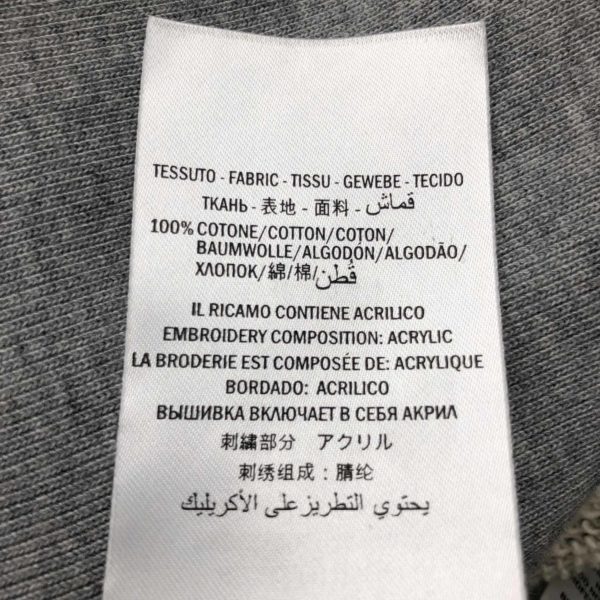 TESSUTO - FABRIC - TISSU - GEWEBE - TECIDO
ТКАНЬ - 表地 - 面料 - قماش
100% COTONE/COTTON/COTON/
BAUMWOLLE/ALGODÓN/ALGODÃO/
ХЛОПОК/綿/棉/قُطن
IL RICAMO CONTIENE ACRILICO
EMBROIDERY COMPOSITION: ACRYLIC
LA BRODERIE EST COMPOSÉE DE: ACRYLIQUE
BORDADO: ACRILICO
ВЫШИВКА ВКЛЮЧАЕТ В СЕБЯ АКРИЛ
刺繍部分 アクリル
刺绣组成：腈纶
يحتوي التطريز على الأكريليك